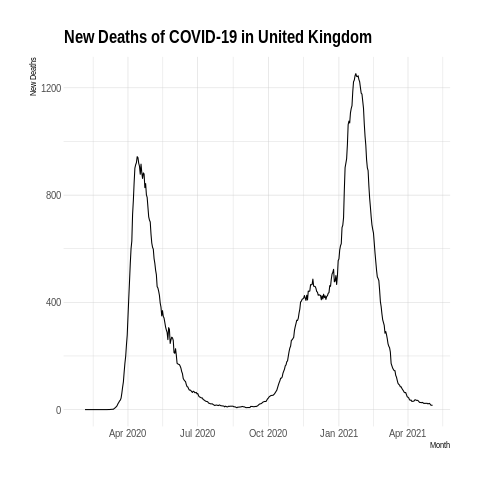 New Deaths of COVID-19 in United Kingdom
New Deaths
1200
800
400
0
Apr 2020 Jul 2020 Oct 2020 Jan 2021 Apr 2021
Month